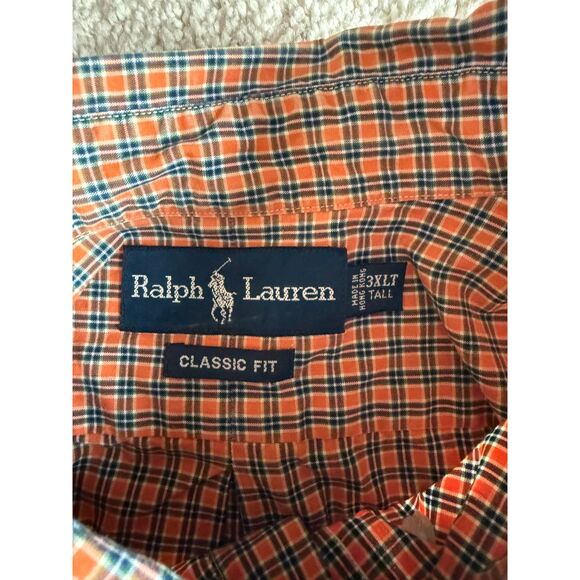 Ralph Lauren
MADE IN
HONG KONG
3XLT
TALL
CLASSIC FIT